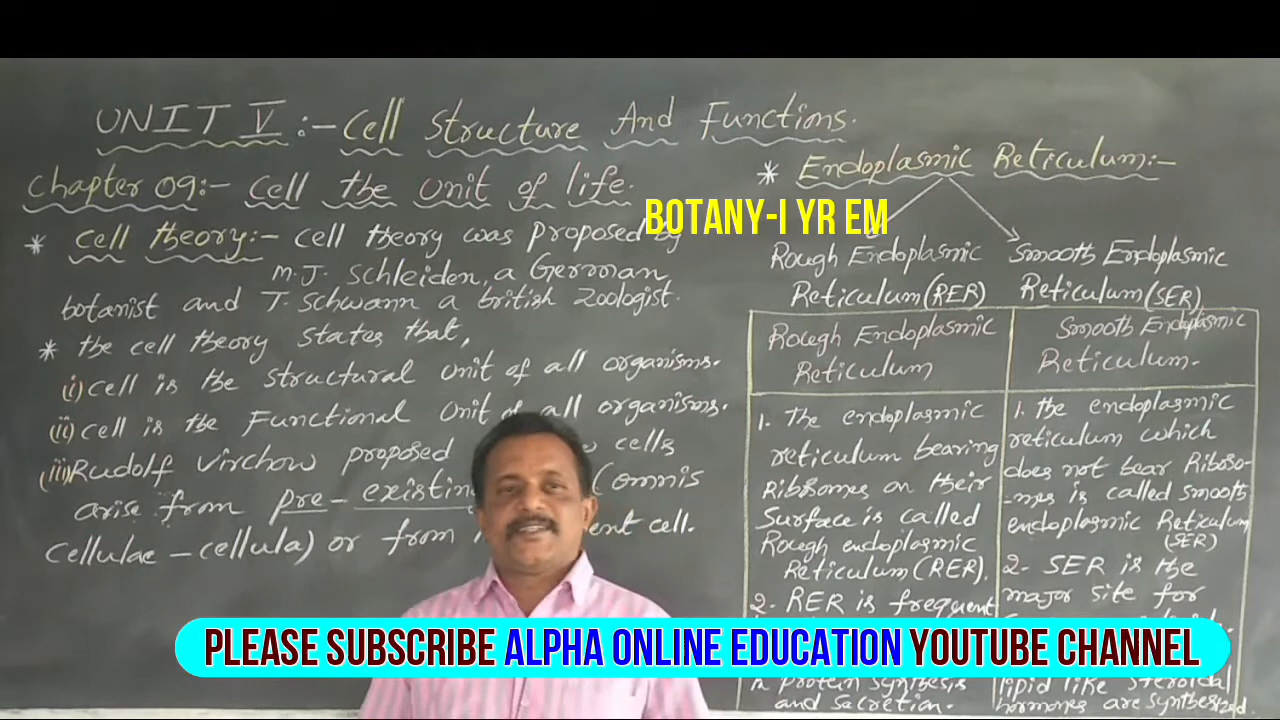 UNIT V :- Cell Structure And Functions.
Chapter 09:- Cell the Unit of life.
* Cell theory:- cell theory was proposed by
M.J. Schleiden, a German
botanist and T. Schwann a british Zoologist.
* the cell theory states that,
(i) cell is the structural unit of all organisms.
(ii) cell is the Functional unit of all organisms.
(iii) Rudolf Virchow proposed cells
arise from pre-existing (omnis
cellulae - cellula) or from cell.
BOTANY-I YR EM
* Endoplasmic Reticulum:-
Rough Endoplasmic
Reticulum (RER)
Smooth Endoplasmic
Reticulum (SER)
Rough Endoplasmic
Reticulum
Smooth Endoplasmic
Reticulum.
1. The endoplasmic
reticulum bearing
Ribosomes on their
Surface is called
Rough endoplasmic
Reticulum (RER).
2. RER is frequent
protein synthesis
and secretion.
1. the endoplasmic
reticulum which
does not bear Riboso-
-mes is called smooth
endoplasmic Reticulum
(SER)
2. SER is the
major site for
lipid like steroidal
hormones are synthesized.
PLEASE SUBSCRIBE ALPHA ONLINE EDUCATION YOUTUBE CHANNEL